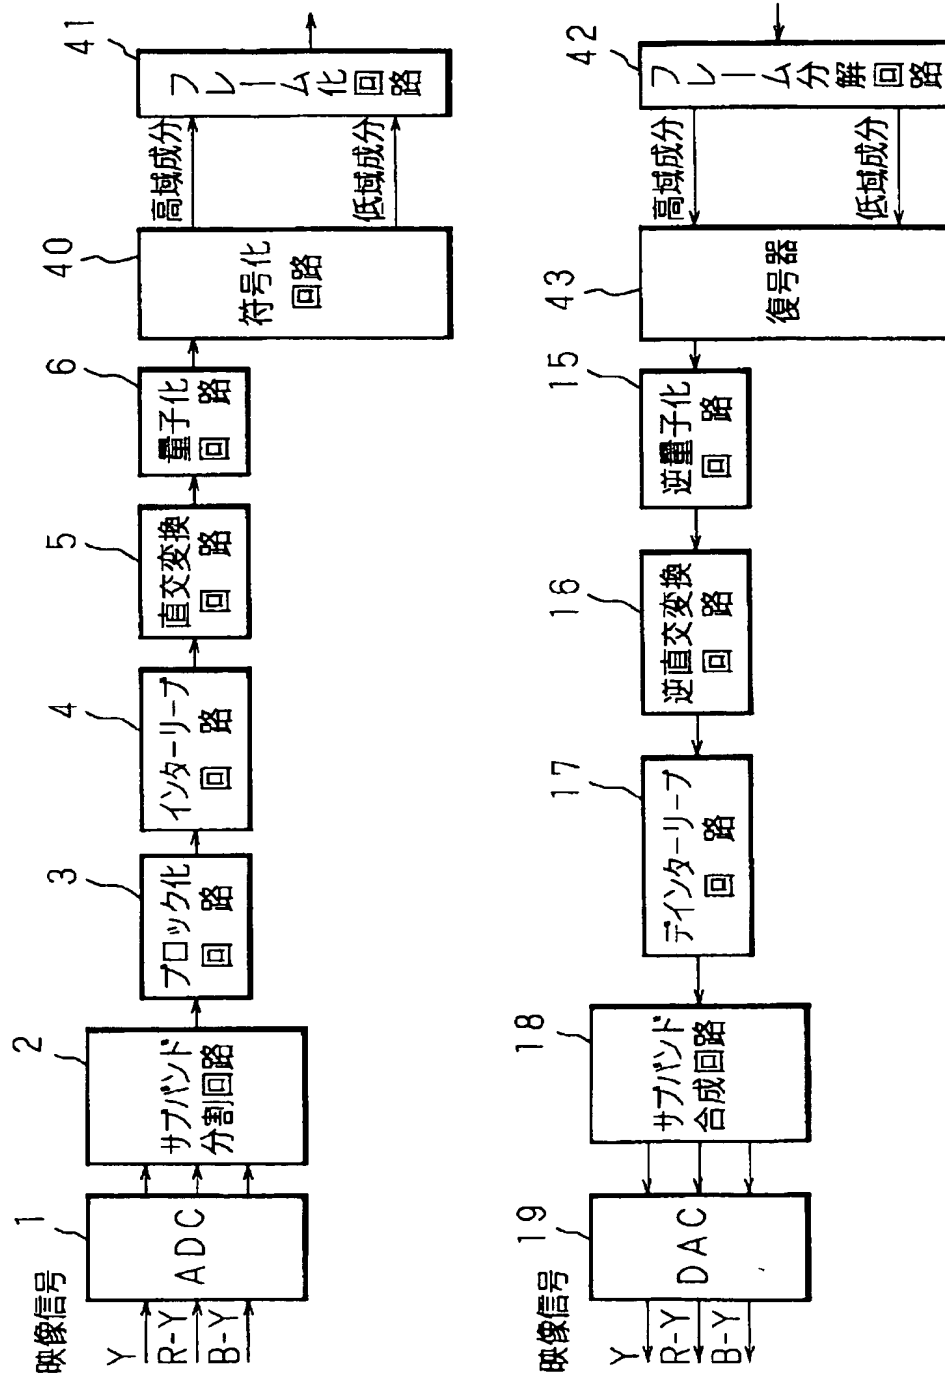 映像信号
Y
R-Y
B-Y
1
ADC
2
サブバンド
分割回路
3
ブロック化
回路
4
インターリーブ
回路
5
直交変換
回路
6
量子化
回路
40
符号化
回路
高域成分
低域成分
41
フレーム化回路
映像信号
Y
R-Y
B-Y
19
DAC
18
サブバンド
合成回路
17
デインターリーブ
回路
16
逆直交変換
回路
15
逆量子化
回路
43
復号器
高域成分
低域成分
42
フレーム分解回路